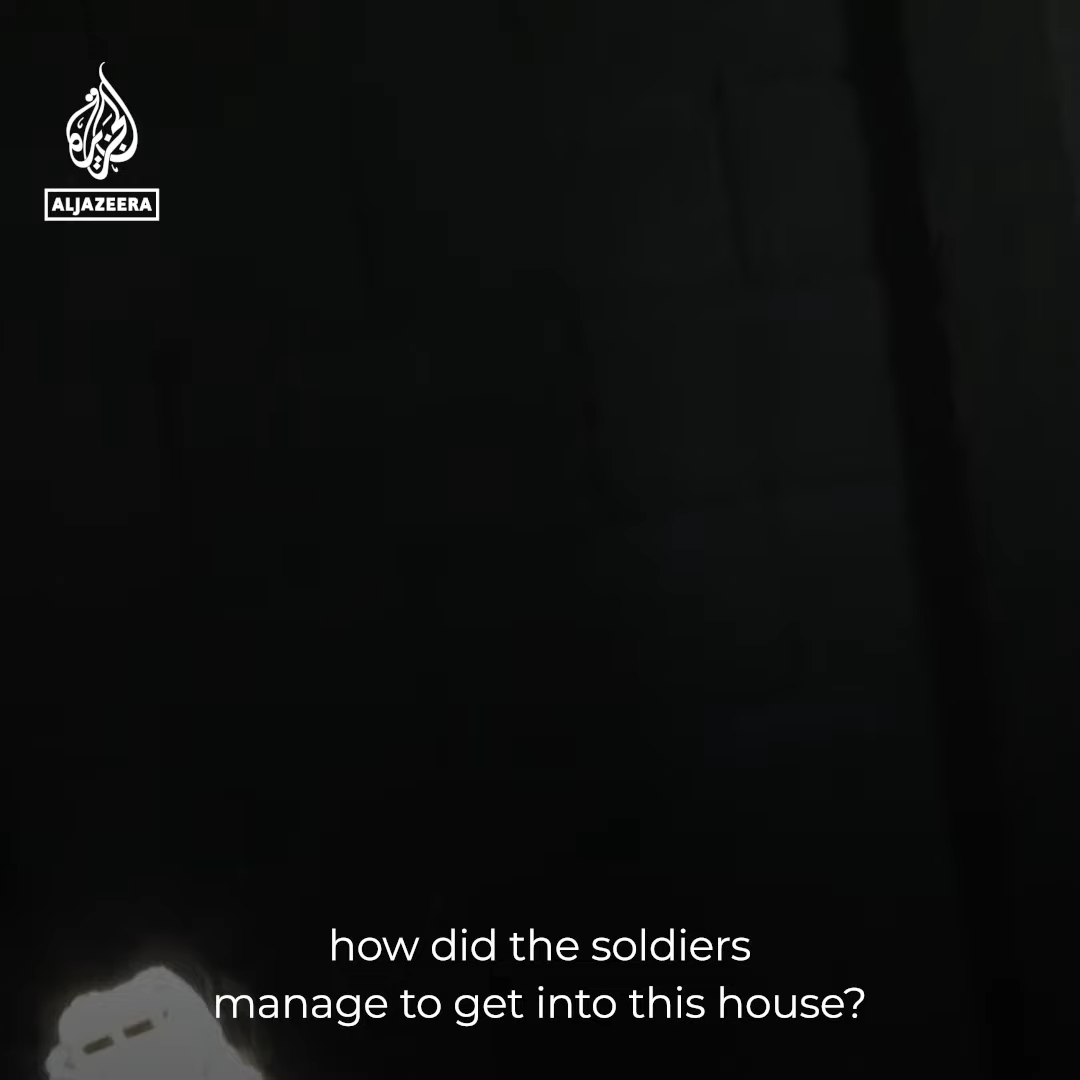 الجزيرة
ALJAZEERA
how did the soldiers
manage to get into this house?